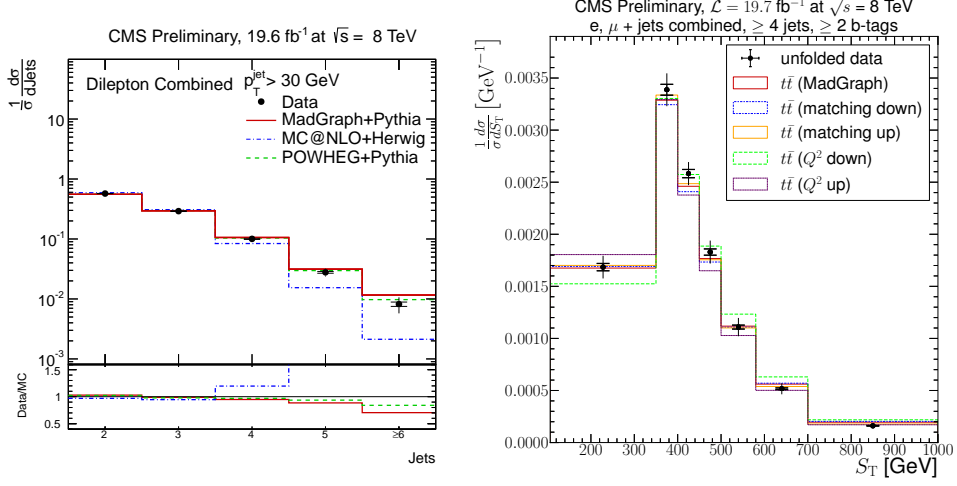 CMS Preliminary, 19.6 fb⁻¹ at √s = 8 TeV
1/σ dσ/dJets
Dilepton Combined
p_T^jet > 30 GeV
Data
MadGraph+Pythia
MC@NLO+Herwig
POWHEG+Pythia
10
1
10⁻¹
10⁻²
10⁻³
Data/MC
1.5
1
0.5
2 3 4 5 ≥6
Jets
CMS Preliminary, ℒ = 19.7 fb⁻¹ at √s = 8 TeV
e, μ + jets combined, ≥ 4 jets, ≥ 2 b-tags
1/σ dσ/dS_T [GeV⁻¹]
unfolded data
tt̄ (MadGraph)
tt̄ (matching down)
tt̄ (matching up)
tt̄ (Q² down)
tt̄ (Q² up)
0.0035
0.0030
0.0025
0.0020
0.0015
0.0010
0.0005
0.0000
200 300 400 500 600 700 800 900 1000
S_T [GeV]